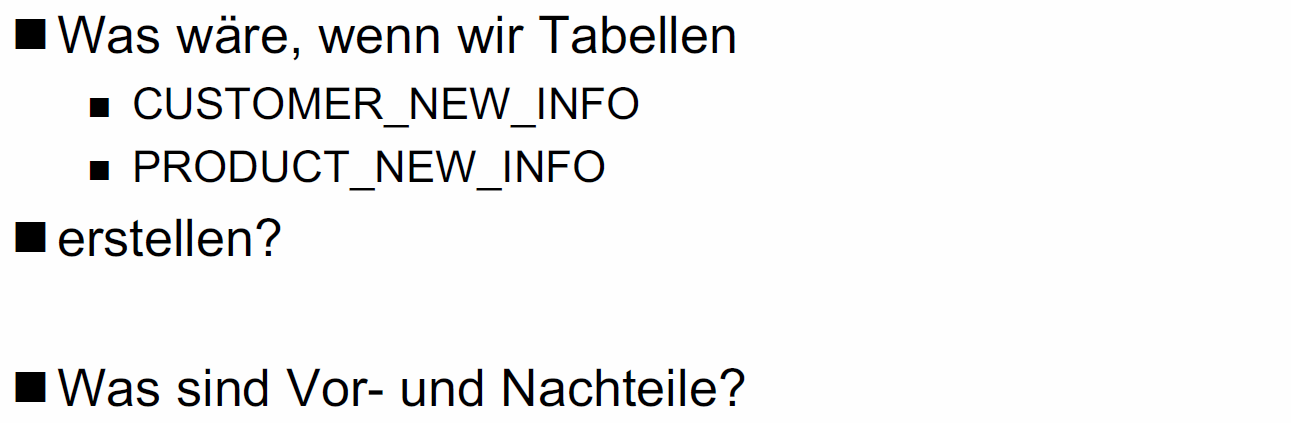 ■ Was wäre, wenn wir Tabellen
■ CUSTOMER_NEW_INFO
■ PRODUCT_NEW_INFO
■ erstellen?
■ Was sind Vor- und Nachteile?